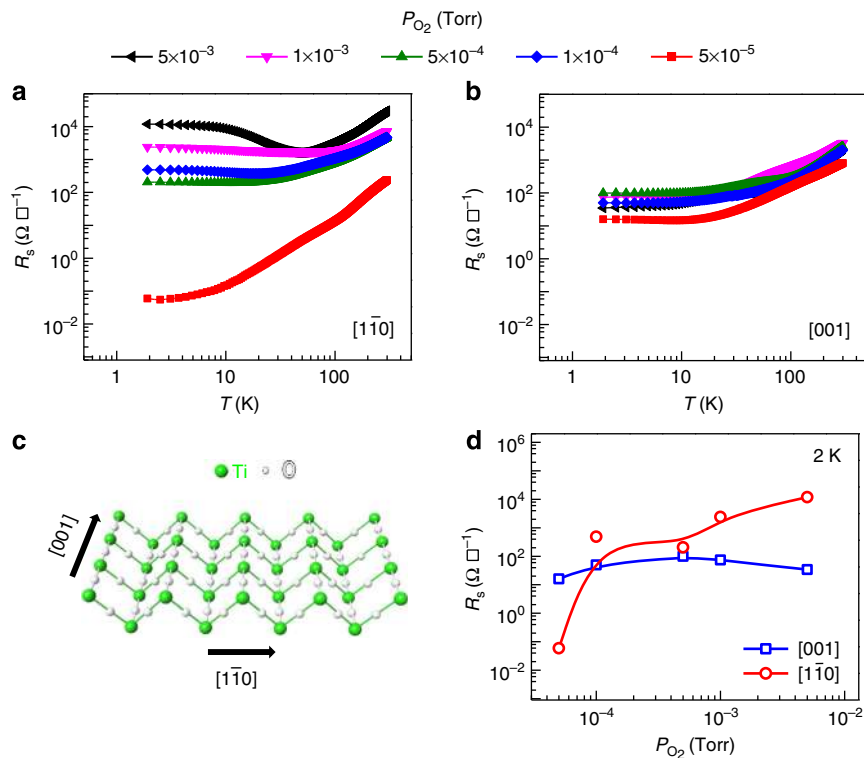 P_O₂ (Torr)
5×10⁻³ 1×10⁻³ 5×10⁻⁴ 1×10⁻⁴ 5×10⁻⁵
a
10⁴
10²
10⁰
10⁻²
R_s (Ω □⁻¹)
[11̄0]
1 10 100
T (K)
b
10⁴
10²
10⁰
10⁻²
R_s (Ω □⁻¹)
[001]
1 10 100
T (K)
c
Ti O
[001]
[11̄0]
d
2 K
10⁶
10⁴
10²
10⁰
10⁻²
R_s (Ω □⁻¹)
[001]
[11̄0]
10⁻⁴ 10⁻³ 10⁻²
P_O₂ (Torr)